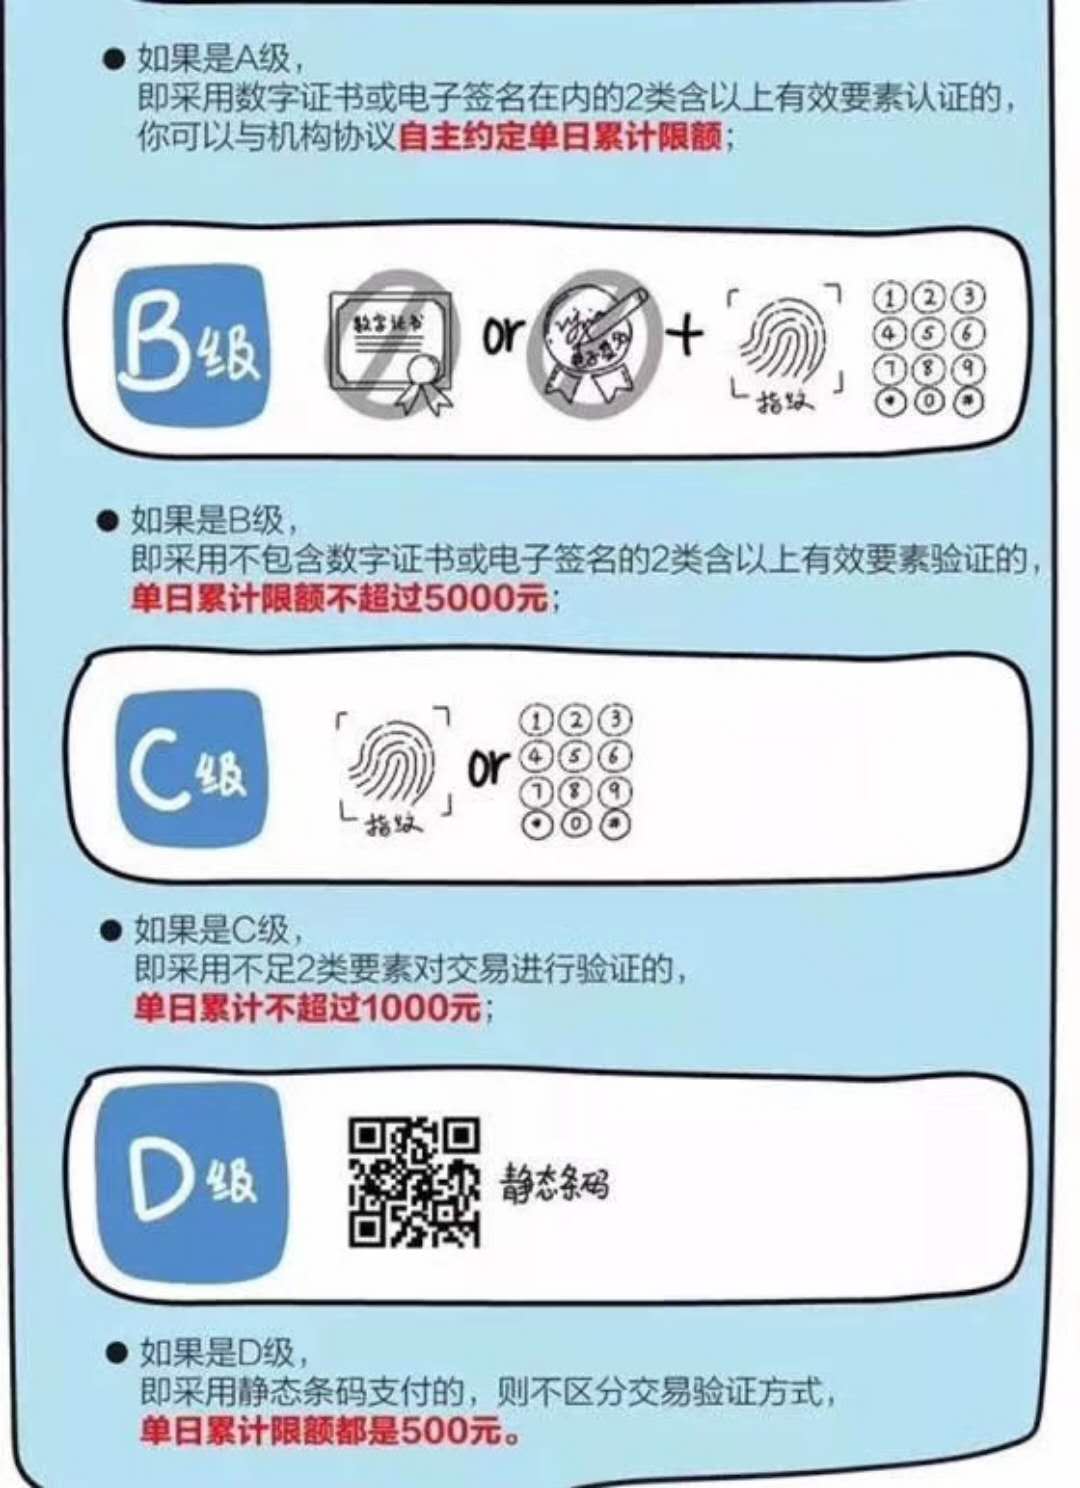 ● 如果是A级，
即采用数字证书或电子签名在内的2类含以上有效要素认证的，
你可以与机构协议自主约定单日累计限额；
B级
数字证书
or
电子签名
+
指纹
1 2 3
4 5 6
7 8 9
* 0 #
● 如果是B级，
即采用不包含数字证书或电子签名的2类含以上有效要素验证的，
单日累计限额不超过5000元；
C级
指纹
or
1 2 3
4 5 6
7 8 9
* 0 #
● 如果是C级，
即采用不足2类要素对交易进行验证的，
单日累计不超过1000元；
D级
静态条码
● 如果是D级，
即采用静态条码支付的，则不区分交易验证方式，
单日累计限额都是500元。